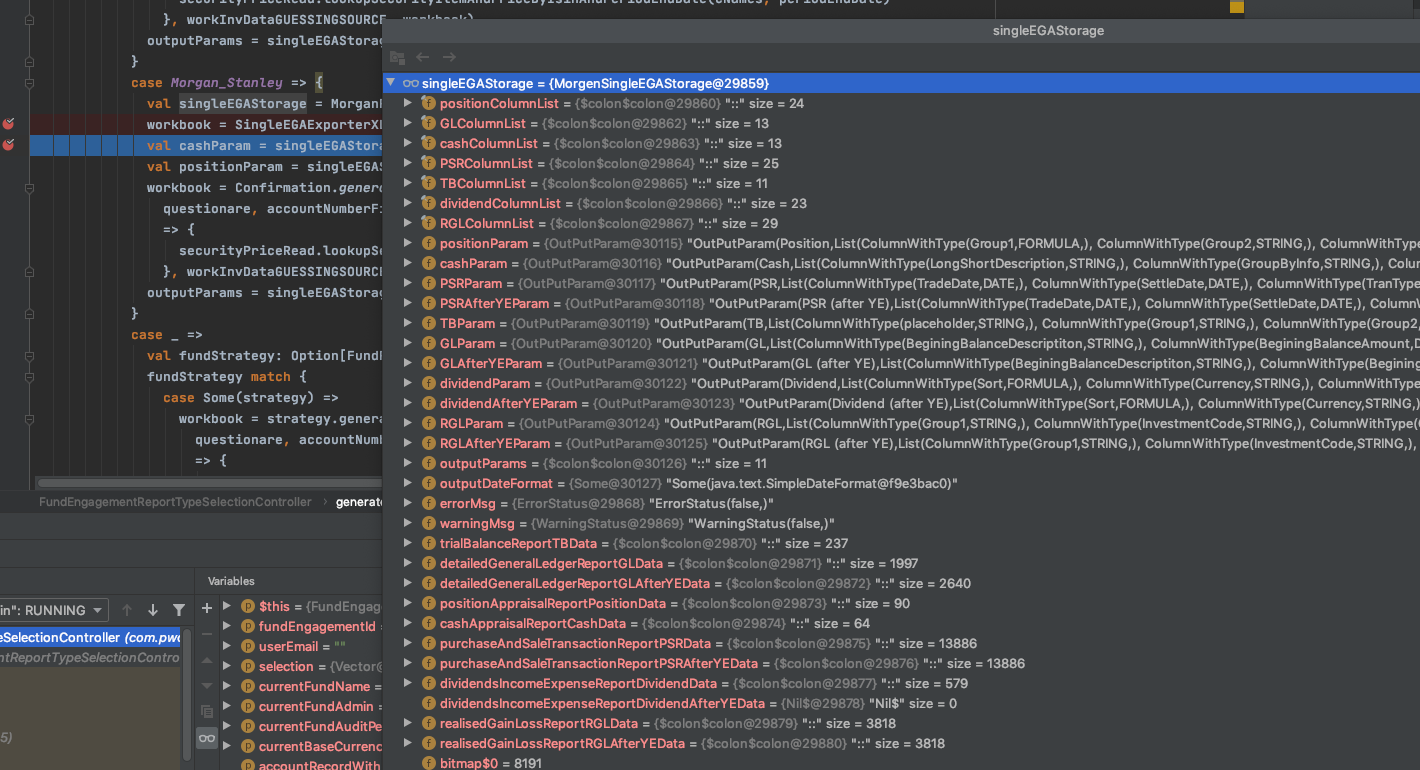 }, workInvDataGUESSINGSOURCE, workbook)
outputParams = singleEGAStorag
}
case Morgan_Stanley => {
val singleEGAStorage = Morgan
workbook = SingleEGAExporterX
val cashParam = singleEGAStora
val positionParam = singleEGAS
workbook = Confirmation.gener
questionare, accountNumberF
=> {
securityPriceRead.lookupSe
}, workInvDataGUESSINGSOURCE
outputParams = singleEGAStorag
}
case _ =>
val fundStrategy: Option[Fund
fundStrategy match {
case Some(strategy) =>
workbook = strategy.genera
questionare, accountNumb
=> {
FundEngagementReportTypeSelectionController
generate
singleEGAStorage
singleEGAStorage = {MorgenSingleEGAStorage@29859}
positionColumnList = {$colon$colon@29860} "::" size = 24
GLColumnList = {$colon$colon@29862} "::" size = 13
cashColumnList = {$colon$colon@29863} "::" size = 13
PSRColumnList = {$colon$colon@29864} "::" size = 25
TBColumnList = {$colon$colon@29865} "::" size = 11
dividendColumnList = {$colon$colon@29866} "::" size = 23
RGLColumnList = {$colon$colon@29867} "::" size = 29
positionParam = {OutPutParam@30115} "OutPutParam(Position,List(ColumnWithType(Group1,FORMULA,), ColumnWithType(Group2,STRING,), ColumnWithType
cashParam = {OutPutParam@30116} "OutPutParam(Cash,List(ColumnWithType(LongShortDescription,STRING,), ColumnWithType(GroupByInfo,STRING,), Colu
PSRParam = {OutPutParam@30117} "OutPutParam(PSR,List(ColumnWithType(TradeDate,DATE,), ColumnWithType(SettleDate,DATE,), ColumnWithType(TranType
PSRAfterYEParam = {OutPutParam@30118} "OutPutParam(PSR (after YE),List(ColumnWithType(TradeDate,DATE,), ColumnWithType(SettleDate,DATE,), ColumnW
TBParam = {OutPutParam@30119} "OutPutParam(TB,List(ColumnWithType(placeholder,STRING,), ColumnWithType(Group1,STRING,), ColumnWithType(Group2,
GLParam = {OutPutParam@30120} "OutPutParam(GL,List(ColumnWithType(BeginingBalanceDescriptiton,STRING,), ColumnWithType(BeginingBalanceAmount,D
GLAfterYEParam = {OutPutParam@30121} "OutPutParam(GL (after YE),List(ColumnWithType(BeginingBalanceDescriptiton,STRING,), ColumnWithType(Begining
dividendParam = {OutPutParam@30122} "OutPutParam(Dividend,List(ColumnWithType(Sort,FORMULA,), ColumnWithType(Currency,STRING,), ColumnWithType(
dividendAfterYEParam = {OutPutParam@30123} "OutPutParam(Dividend (after YE),List(ColumnWithType(Sort,FORMULA,), ColumnWithType(Currency,STRING,)
RGLParam = {OutPutParam@30124} "OutPutParam(RGL,List(ColumnWithType(Group1,STRING,), ColumnWithType(InvestmentCode,STRING,), ColumnWithType(
RGLAfterYEParam = {OutPutParam@30125} "OutPutParam(RGL (after YE),List(ColumnWithType(Group1,STRING,), ColumnWithType(InvestmentCode,STRING,), C
outputParams = {$colon$colon@30126} "::" size = 11
outputDateFormat = {Some@30127} "Some(java.text.SimpleDateFormat@f9e3bac0)"
errorMsg = {ErrorStatus@29868} "ErrorStatus(false,)"
warningMsg = {WarningStatus@29869} "WarningStatus(false,)"
trialBalanceReportTBData = {$colon$colon@29870} "::" size = 237
detailedGeneralLedgerReportGLData = {$colon$colon@29871} "::" size = 1997
detailedGeneralLedgerReportGLAfterYEData = {$colon$colon@29872} "::" size = 2640
positionAppraisalReportPositionData = {$colon$colon@29873} "::" size = 90
cashAppraisalReportCashData = {$colon$colon@29874} "::" size = 64
purchaseAndSaleTransactionReportPSRData = {$colon$colon@29875} "::" size = 13886
purchaseAndSaleTransactionReportPSRAfterYEData = {$colon$colon@29876} "::" size = 13886
dividendsIncomeExpenseReportDividendData = {$colon$colon@29877} "::" size = 579
dividendsIncomeExpenseReportDividendAfterYEData = {Nil$@29878} "Nil$" size = 0
realisedGainLossReportRGLData = {$colon$colon@29879} "::" size = 3818
realisedGainLossReportRGLAfterYEData = {$colon$colon@29880} "::" size = 3818
bitmap$0 = 8191
Variables
in": RUNNING
eSelectionController (com.pwc
ntReportTypeSelectionContro
5)
$this = {FundEngag
fundEngagementId
userEmail = ""
selection = {Vector@
currentFundName =
currentFundAdmin =
currentFundAuditPe
currentBaseCurrenc
accountRecordWith